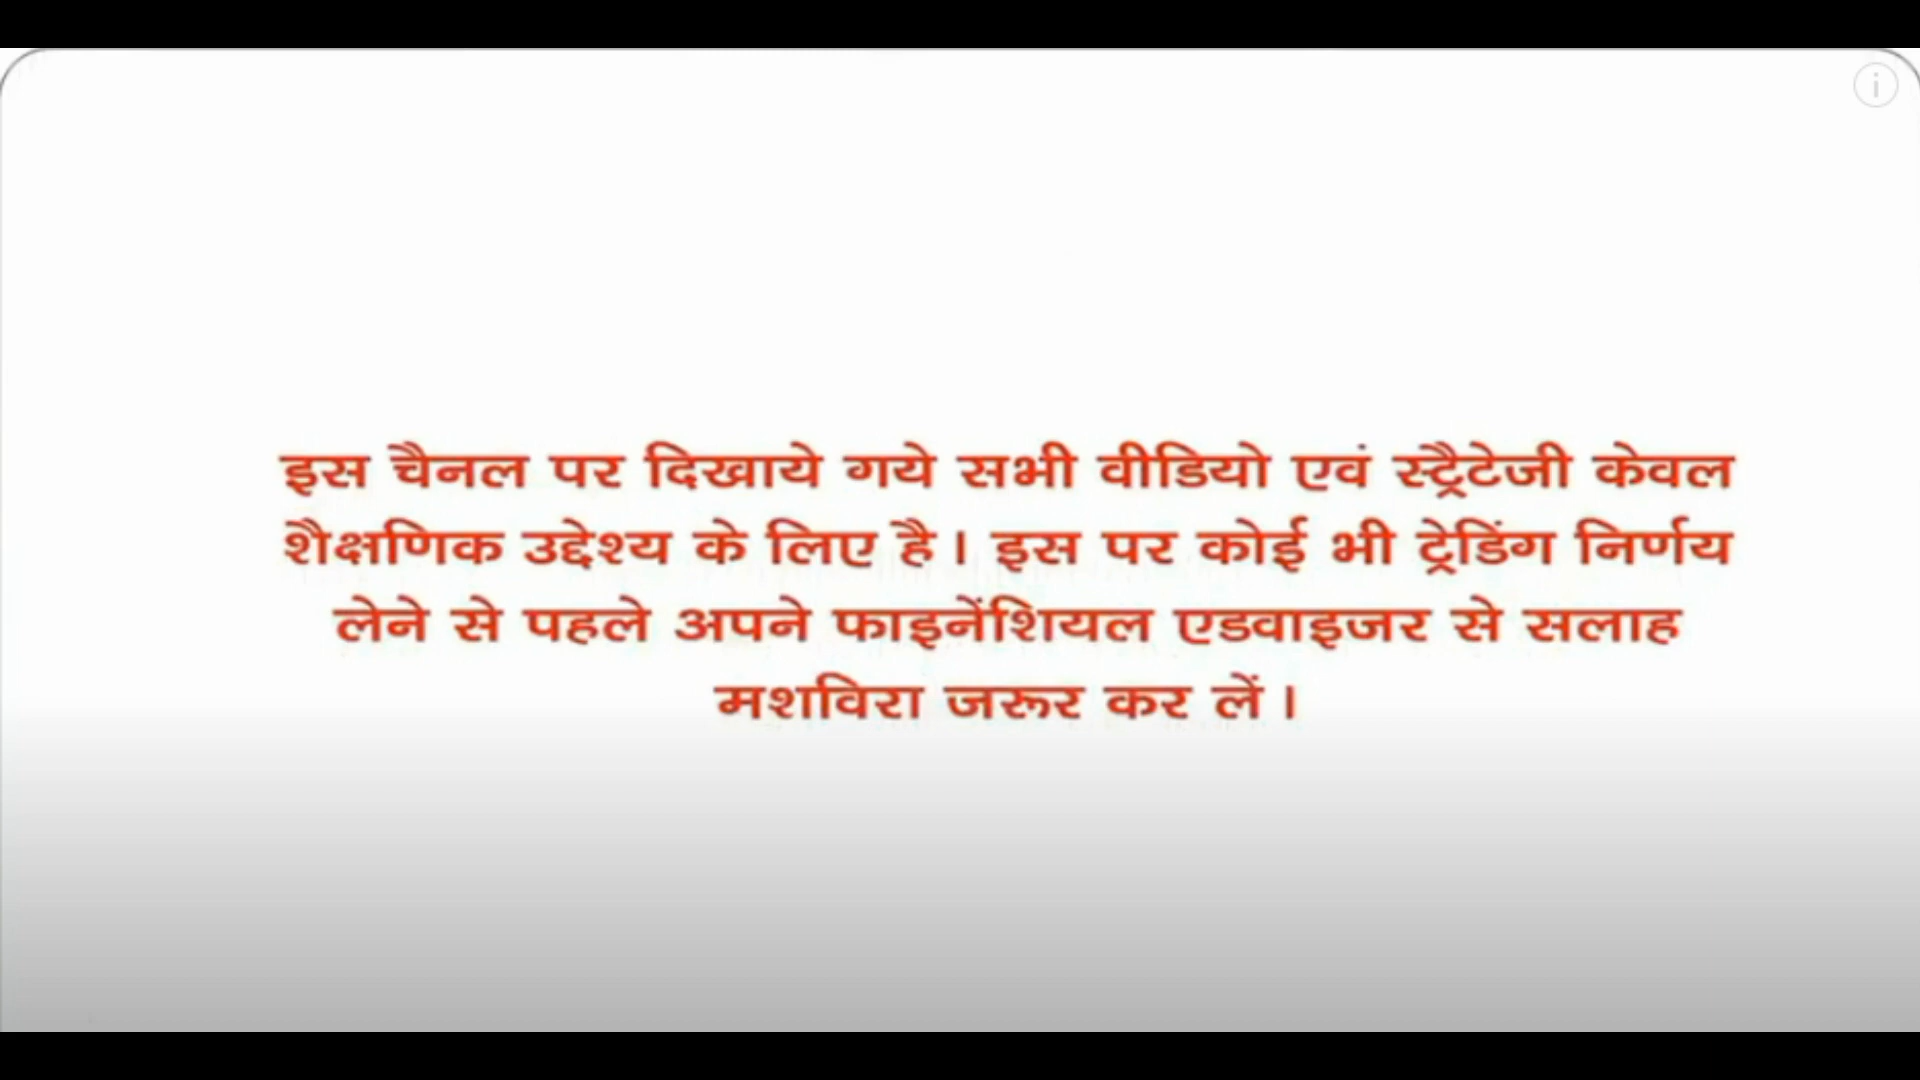 इस चैनल पर दिखाये गये सभी वीडियो एवं स्ट्रैटेजी केवल
शैक्षणिक उद्देश्य के लिए है। इस पर कोई भी ट्रेडिंग निर्णय
लेने से पहले अपने फाइनेंशियल एडवाइजर से सलाह
मशविरा जरूर कर लें।